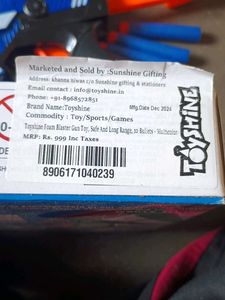 Marketed and Sold by :Sunshine Gifting
Address: khanna niwas c/o Sunshine gifting & stationers
Email contact : info@toyshine.in
Phone: +91-8968572851
Brand Name:Toyshine
Mfg.Date Dec 2024
Commodity : Toy/Sports/Games
Toyshine Foam Blaster Gun Toy, Safe And Long Range, 10 Bullets - Multicolor
MRP: Rs. 999 Inc Taxes
8906171040239
TOYSHINE